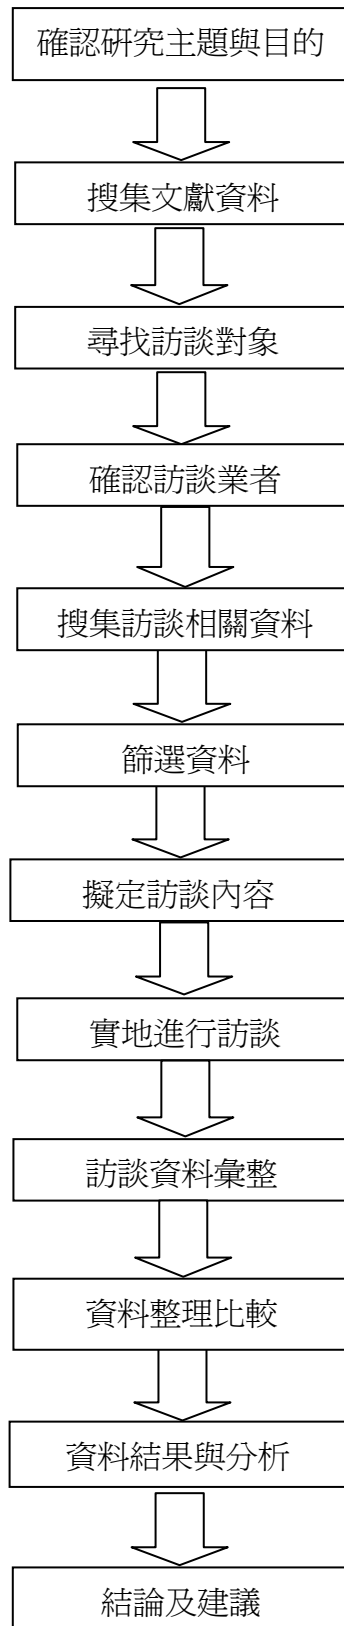 確認研究主題與目的
搜集文獻資料
尋找訪談對象
確認訪談業者
搜集訪談相關資料
篩選資料
擬定訪談內容
實地進行訪談
訪談資料彙整
資料整理比較
資料結果與分析
結論及建議